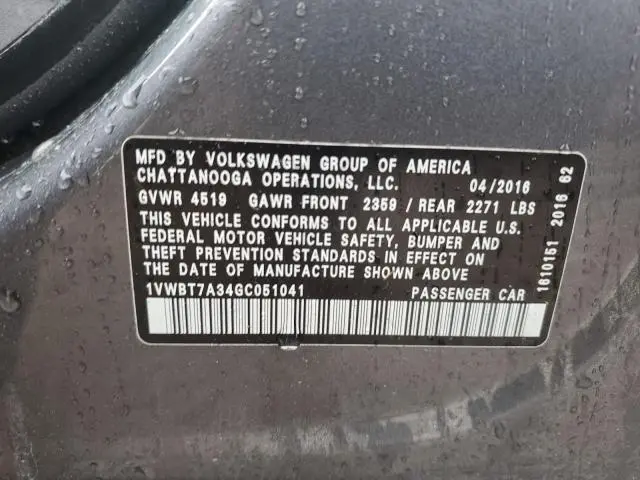 MFD BY VOLKSWAGEN GROUP OF AMERICA
CHATTANOOGA OPERATIONS, LLC. 04/2016
GVWR 4519 GAWR FRONT 2359 / REAR 2271 LBS
THIS VEHICLE CONFORMS TO ALL APPLICABLE U.S.
FEDERAL MOTOR VEHICLE SAFETY, BUMPER AND
THEFT PREVENTION STANDARDS IN EFFECT ON
THE DATE OF MANUFACTURE SHOWN ABOVE
1VWBT7A34GC051041 PASSENGER CAR
1610151 2016 62